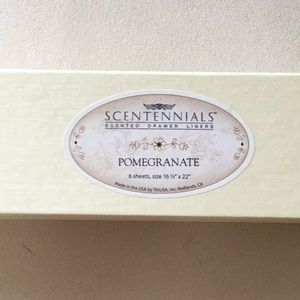 SCENTENNIALS™
SCENTED DRAWER LINERS
POMEGRANATE
6 sheets, size 16 ½" x 22"
Made in the USA by TAUSA, Inc. Redlands, CA